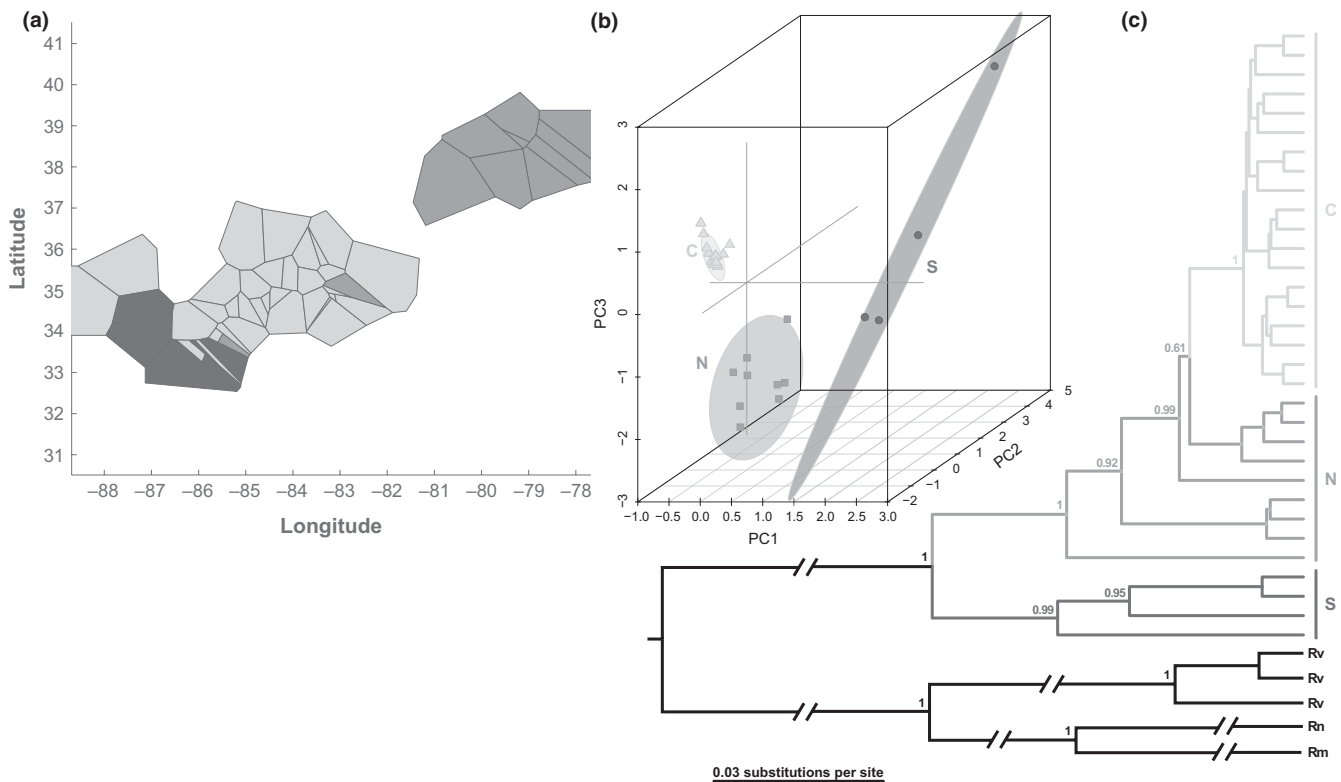 (a)
41
40
39
38
37
36
35
34
33
32
31
Latitude
−88 −87 −86 −85 −84 −83 −82 −81 −80 −79 −78
Longitude
(b)
3
2
1
0
−1
−2
−3
PC3
−1.0 −0.5 0.0 0.5 1.0 1.5 2.0 2.5 3.0
PC1
−2 −1 0 1 2 3 4 5
PC2
C
N
S
(c)
C
1
0.61
0.99
0.92
N
1
1
0.95
0.99
S
Rv
Rv
1
1
Rv
Rn
1
Rm
0.03 substitutions per site